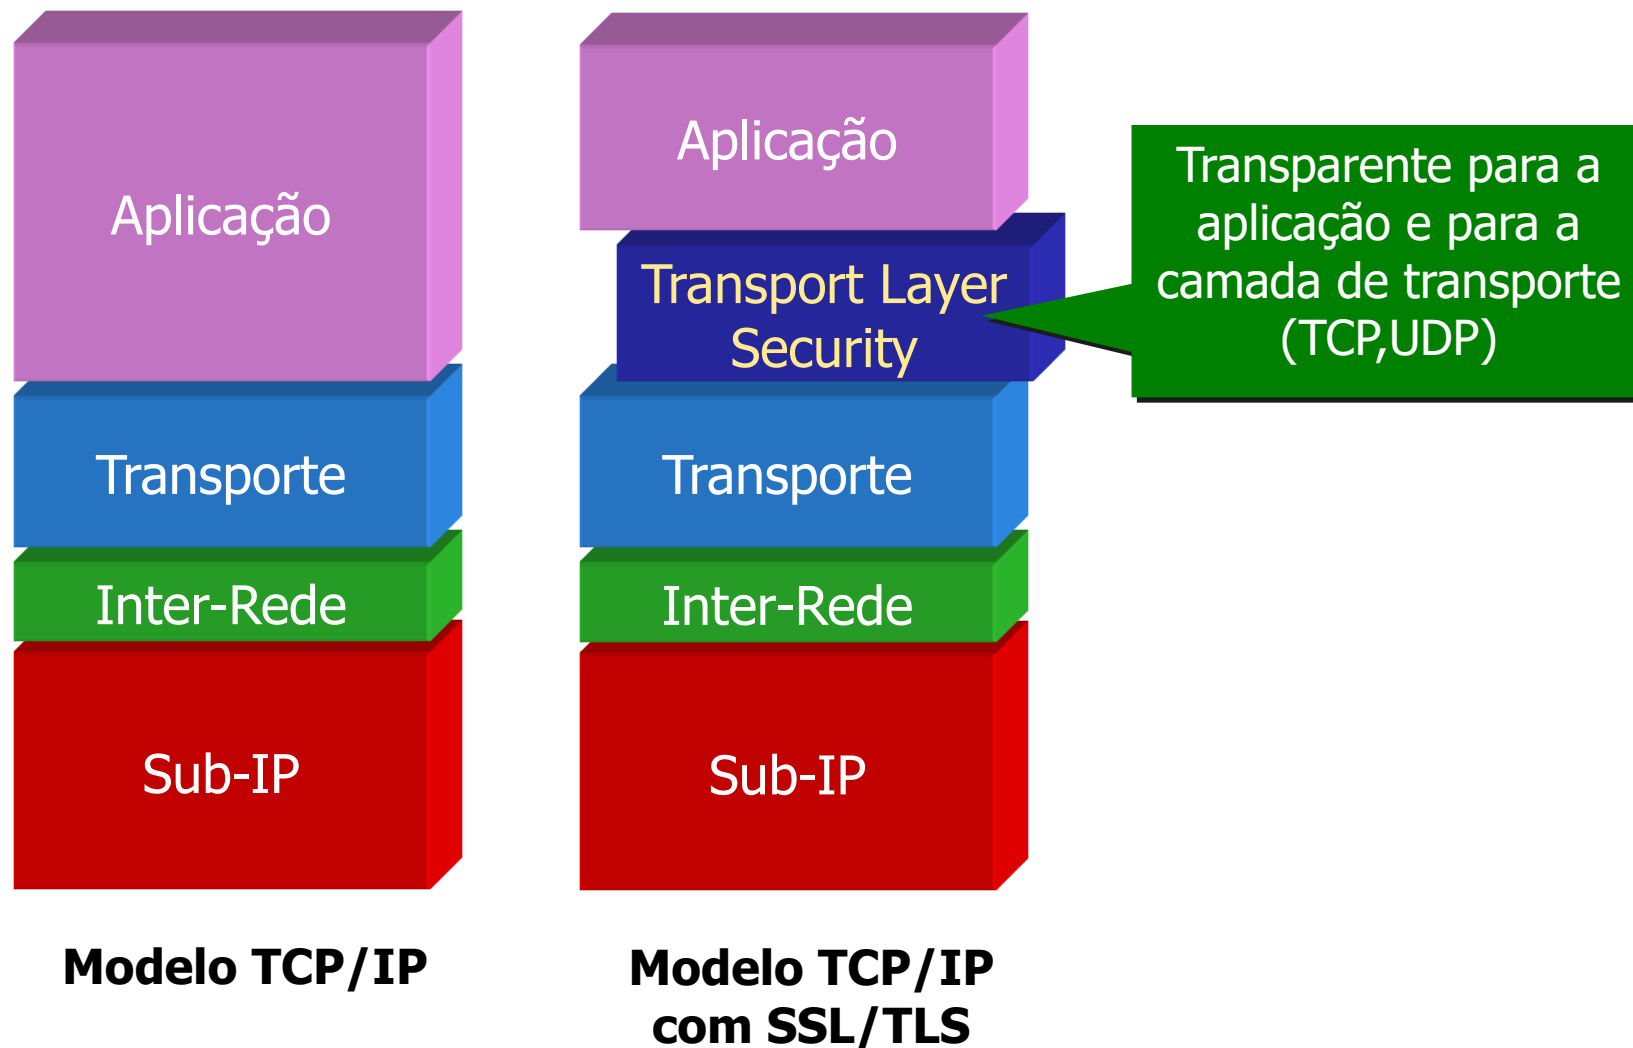 Aplicação
Transporte
Inter-Rede
Sub-IP
Modelo TCP/IP
Aplicação
Transport Layer
Security
Transporte
Inter-Rede
Sub-IP
Modelo TCP/IP
com SSL/TLS
Transparente para a
aplicação e para a
camada de transporte
(TCP,UDP)